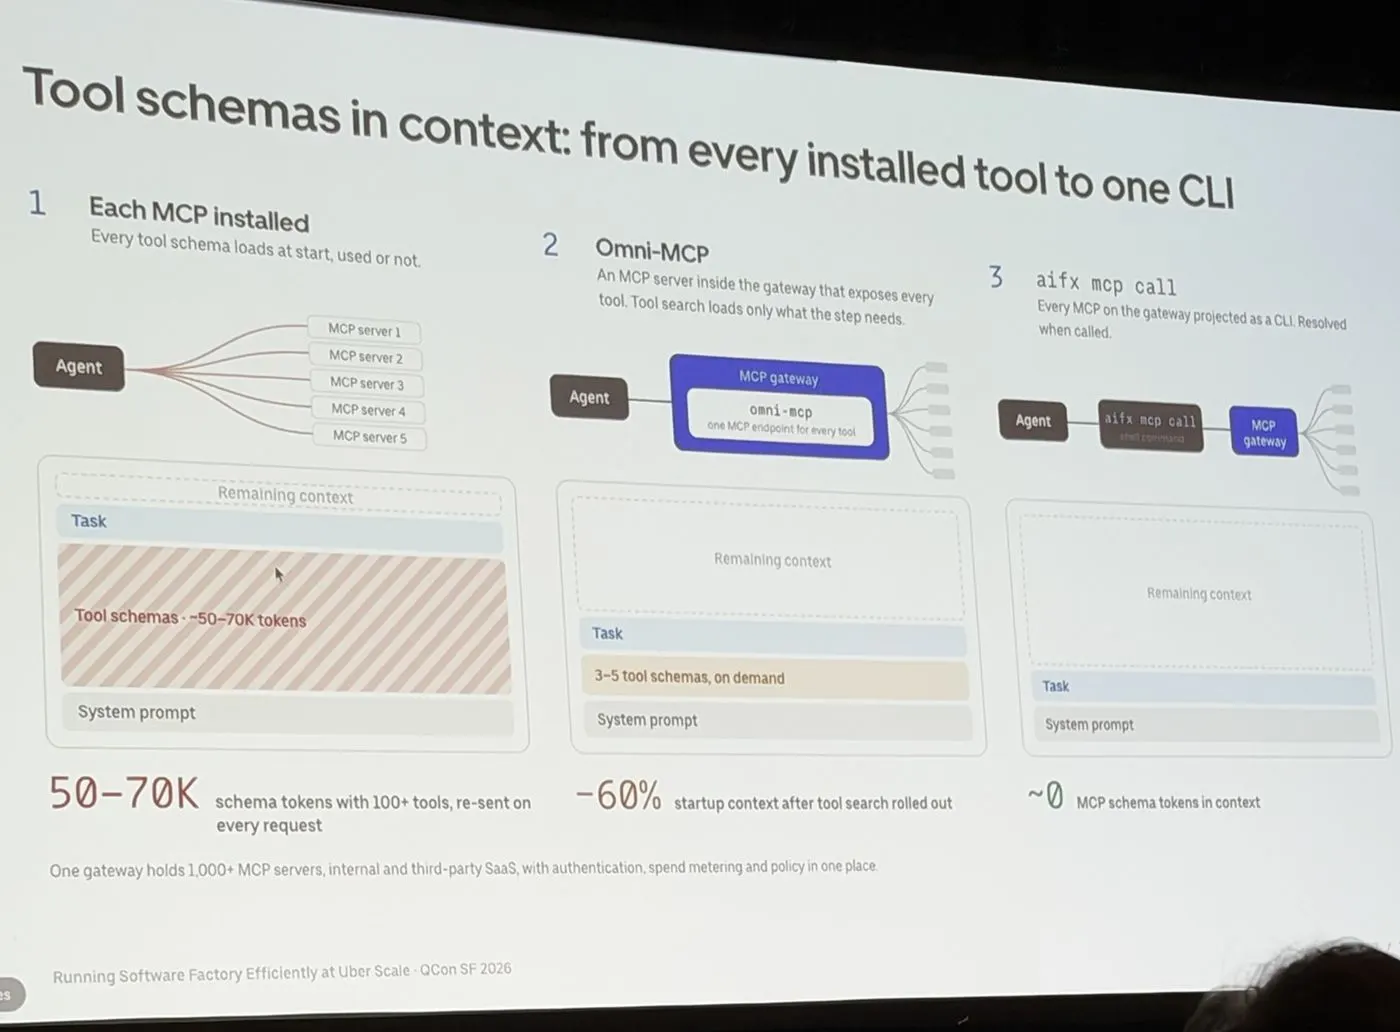 Tool schemas in context: from every installed tool to one CLI
1 Each MCP installed
Every tool schema loads at start, used or not.
Agent
MCP server 1
MCP server 2
MCP server 3
MCP server 4
MCP server 5
Remaining context
Task
Tool schemas · ~50–70K tokens
System prompt
50–70K schema tokens with 100+ tools, re-sent on
every request
2 Omni-MCP
An MCP server inside the gateway that exposes every
tool. Tool search loads only what the step needs.
Agent
MCP gateway
omni-mcp
one MCP endpoint for every tool
Remaining context
Task
3–5 tool schemas, on demand
System prompt
−60% startup context after tool search rolled out
3 aifx mcp call
Every MCP on the gateway projected as a CLI. Resolved
when called.
Agent
aifx mcp call
shell command
MCP
gateway
Remaining context
Task
System prompt
~0 MCP schema tokens in context
One gateway holds 1,000+ MCP servers, internal and third-party SaaS, with authentication, spend metering and policy in one place.
Running Software Factory Efficiently at Uber Scale · QCon SF 2026